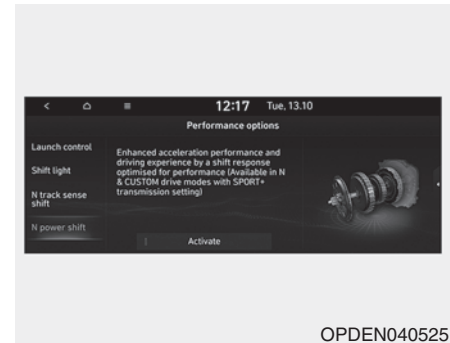 12:17 Tue, 13.10
Performance options
Launch control
Shift light
N track sense
shift
N power shift
Enhanced acceleration performance and
driving experience by a shift response
optimised for performance (Available in N
& CUSTOM drive modes with SPORT+
transmission setting)
Activate
OPDEN040525